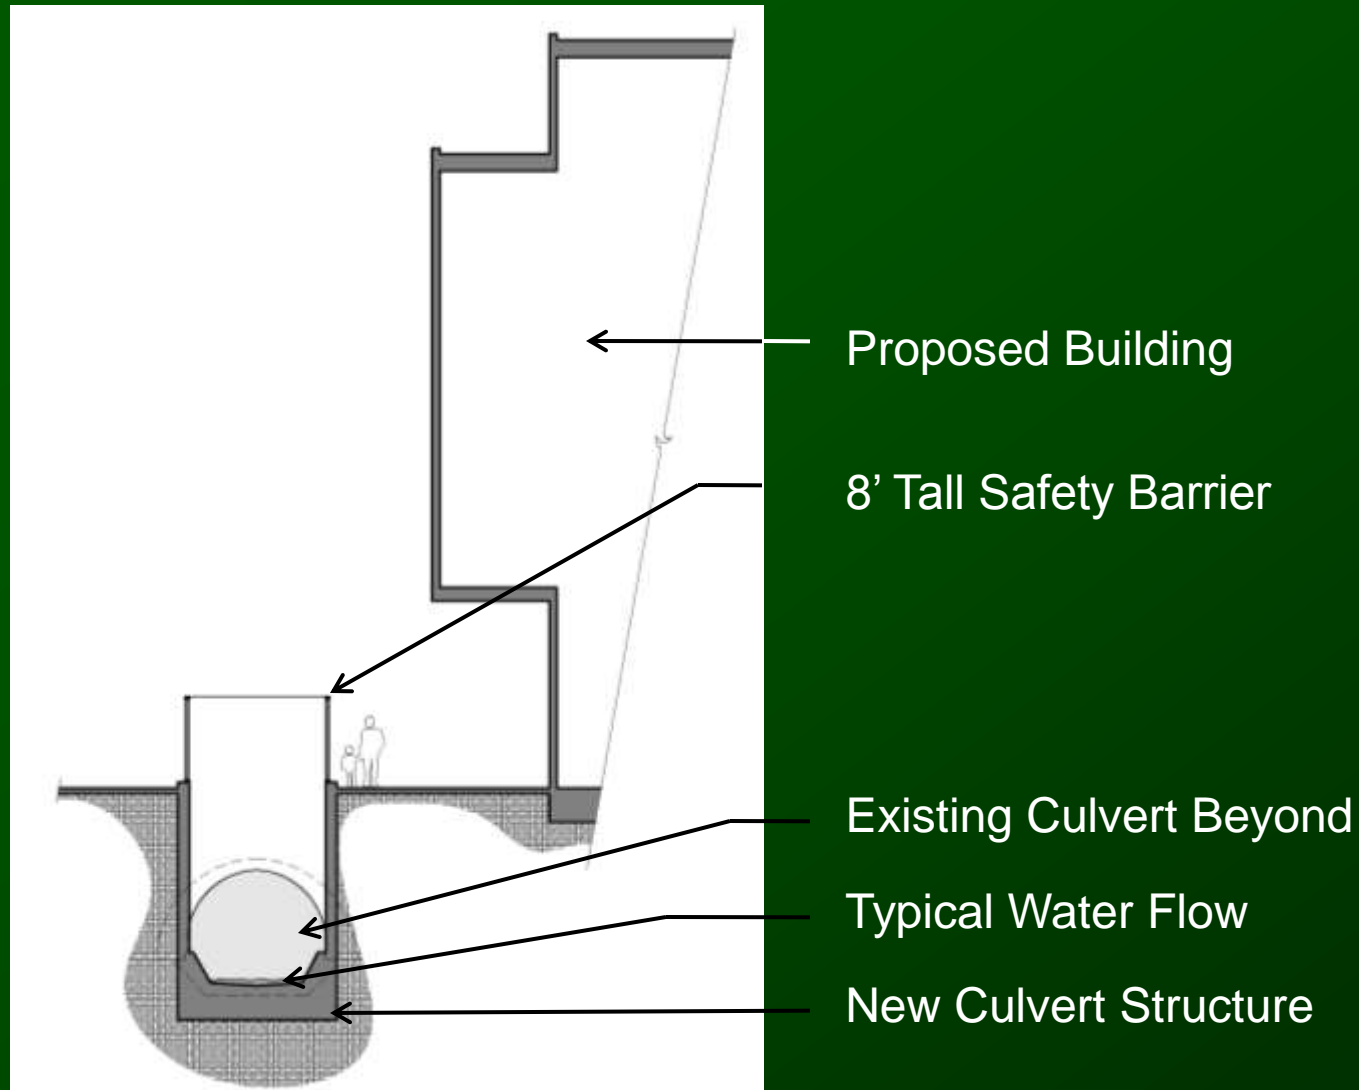 Proposed Building
8’ Tall Safety Barrier
Existing Culvert Beyond
Typical Water Flow
New Culvert Structure